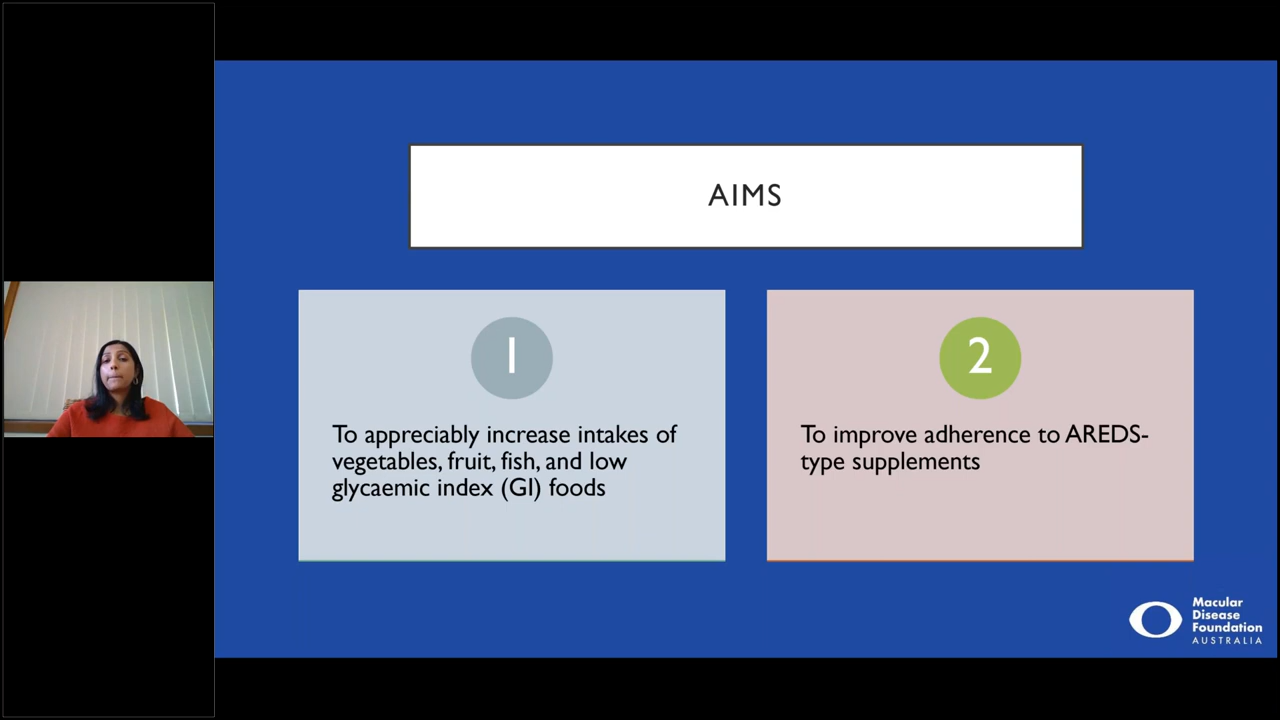 AIMS
1
To appreciably increase intakes of
vegetables, fruit, fish, and low
glycaemic index (GI) foods
2
To improve adherence to AREDS-
type supplements
Macular
Disease
Foundation
AUSTRALIA